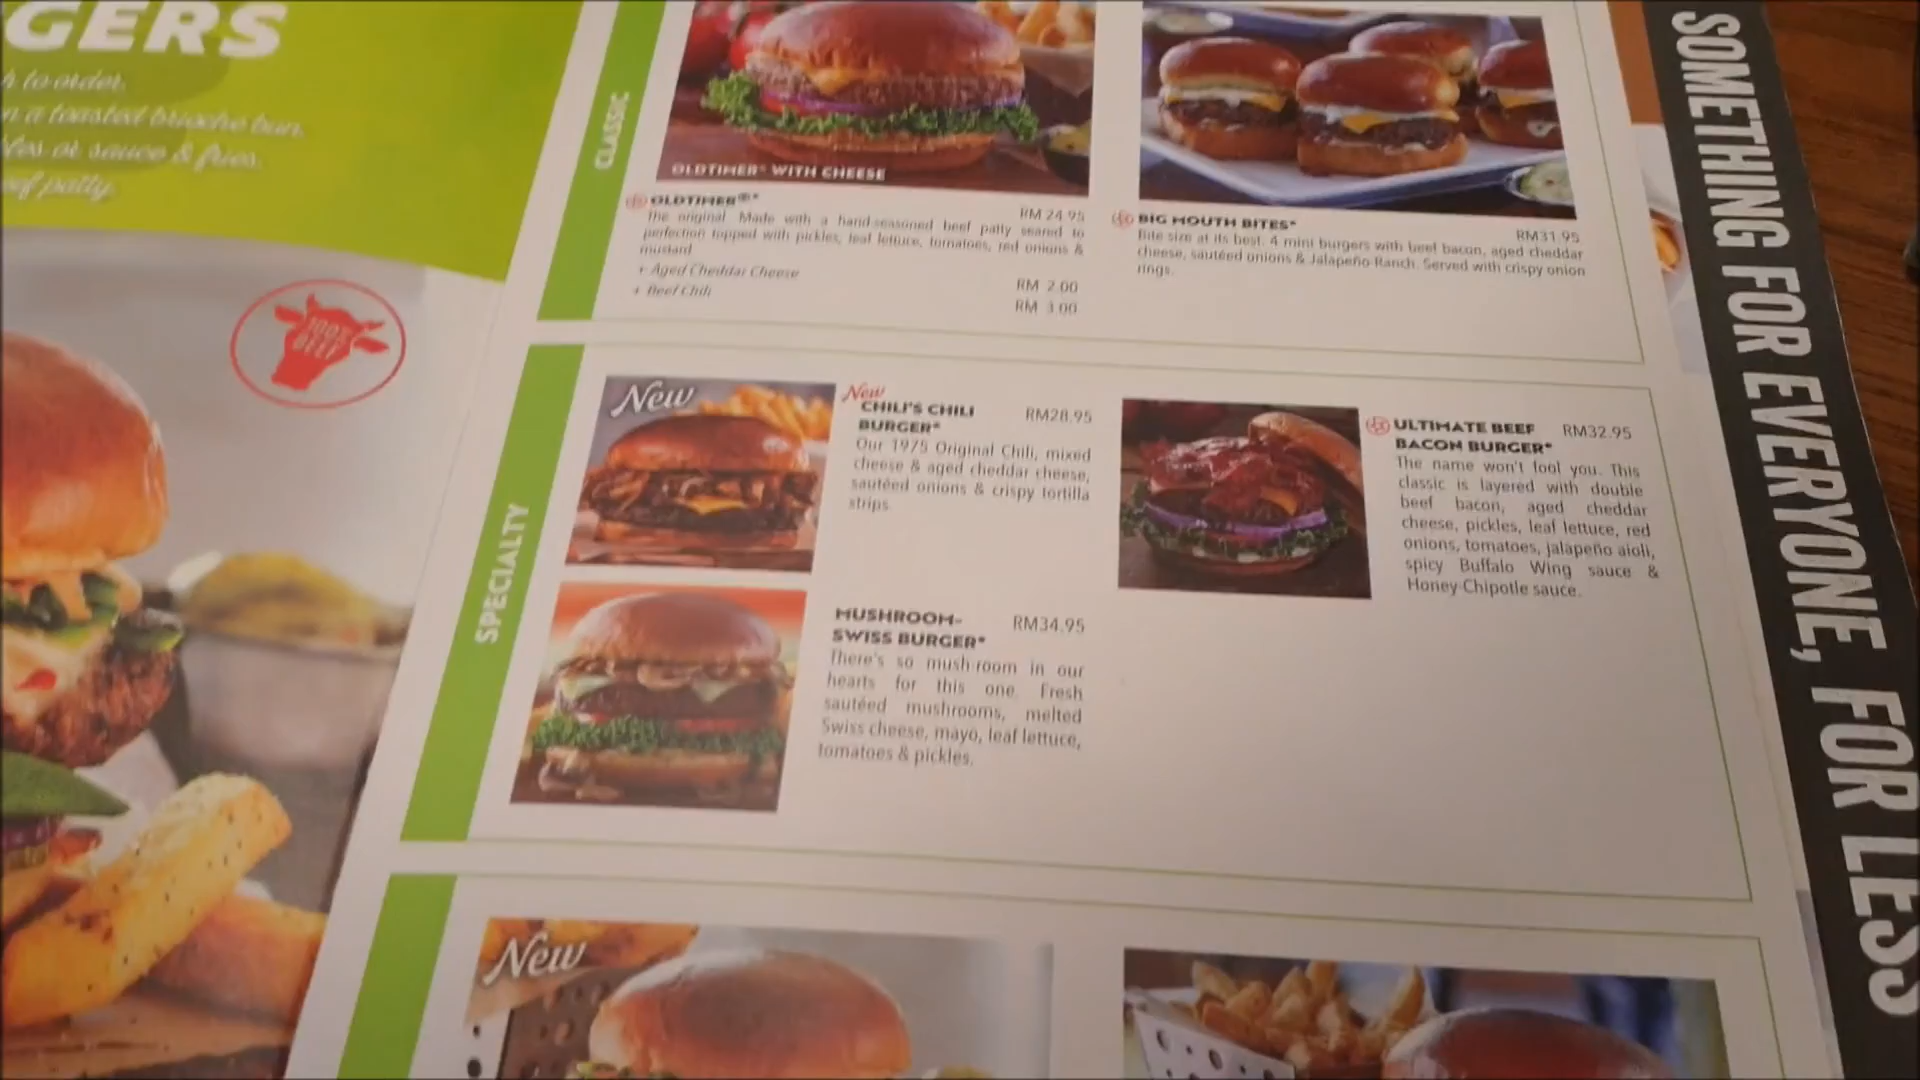 GERS
to order.
a toasted brioche bun.
or sauce & fries.
patty.
100%
BEEF
CLASSIC
OLDTIMER® WITH CHEESE
OLDTIMER®*
RM 24.95
The original. Made with a hand-seasoned beef patty seared to
perfection topped with pickles, leaf lettuce, tomatoes, red onions &
mustard
+ Aged Cheddar Cheese
RM 2.00
+ Beef Chili
RM 3.00
BIG MOUTH BITES*
RM31.95
Bite size at its best. 4 mini burgers with beef bacon, aged cheddar
cheese, sautéed onions & Jalapeño Ranch. Served with crispy onion
rings.
SPECIALTY
New
New
CHILI'S CHILI
BURGER*
RM28.95
Our 1975 Original Chili, mixed
cheese & aged cheddar cheese,
sautéed onions & crispy tortilla
strips.
ULTIMATE BEEF
BACON BURGER*
RM32.95
The name won't fool you. This
classic is layered with double
beef bacon, aged cheddar
cheese, pickles, leaf lettuce, red
onions, tomatoes, jalapeño aioli,
spicy Buffalo Wing sauce &
Honey-Chipotle sauce.
MUSHROOM-
SWISS BURGER*
RM34.95
There's so mush-room in our
hearts for this one. Fresh
sautéed mushrooms, melted
Swiss cheese, mayo, leaf lettuce,
tomatoes & pickles.
New
SOMETHING FOR EVERYONE, FOR LESS